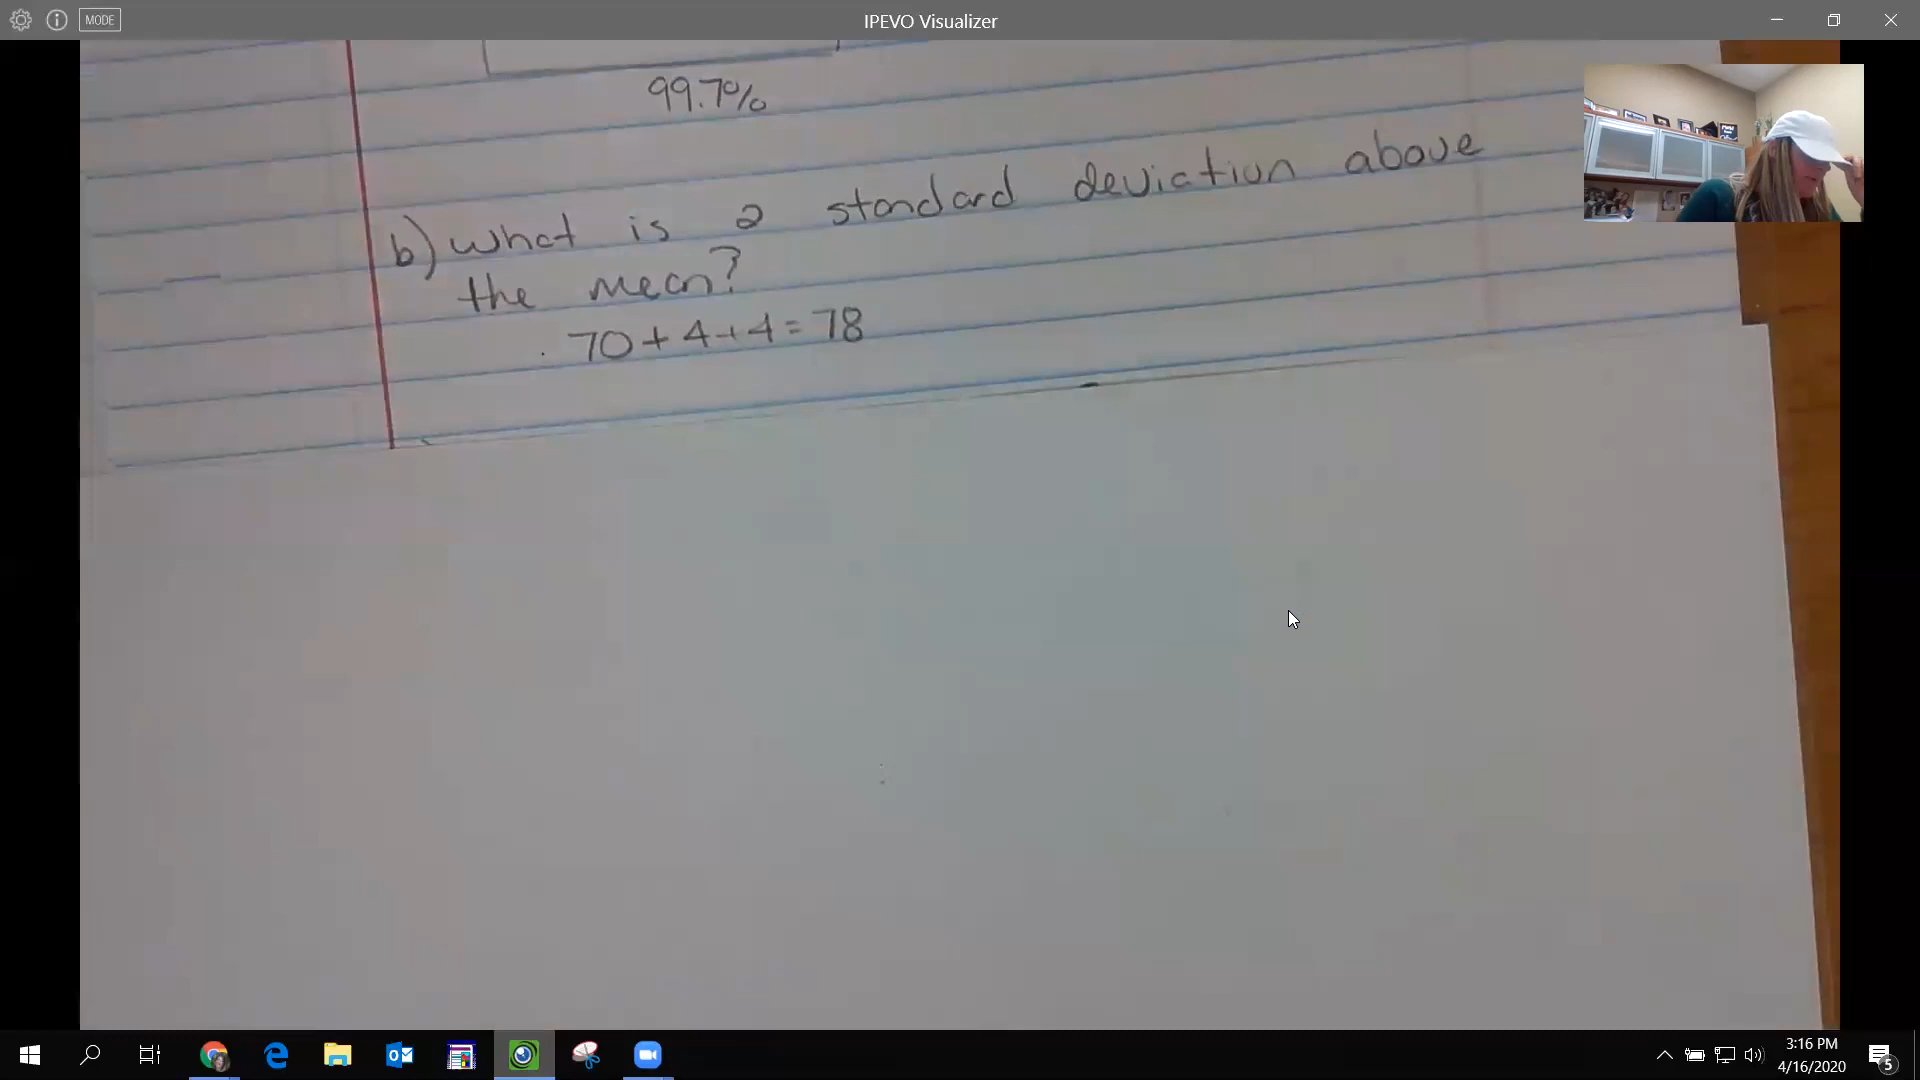 MODE
IPEVO Visualizer
99.7%
b) What is 2 standard deviation above
the mean?
70 + 4 + 4 = 78
3:16 PM
4/16/2020
5